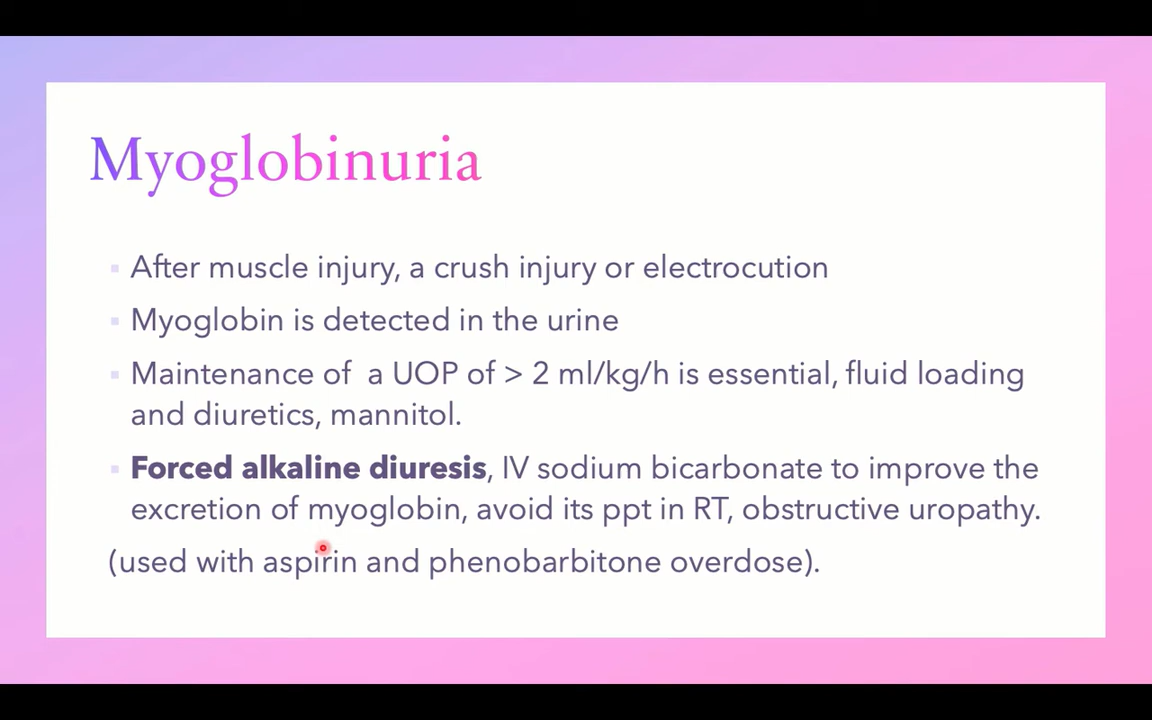 Myoglobinuria
▪ After muscle injury, a crush injury or electrocution
▪ Myoglobin is detected in the urine
▪ Maintenance of  a UOP of > 2 ml/kg/h is essential, fluid loading
and diuretics, mannitol.
▪ Forced alkaline diuresis, IV sodium bicarbonate to improve the
excretion of myoglobin, avoid its ppt in RT, obstructive uropathy.
(used with aspirin and phenobarbitone overdose).